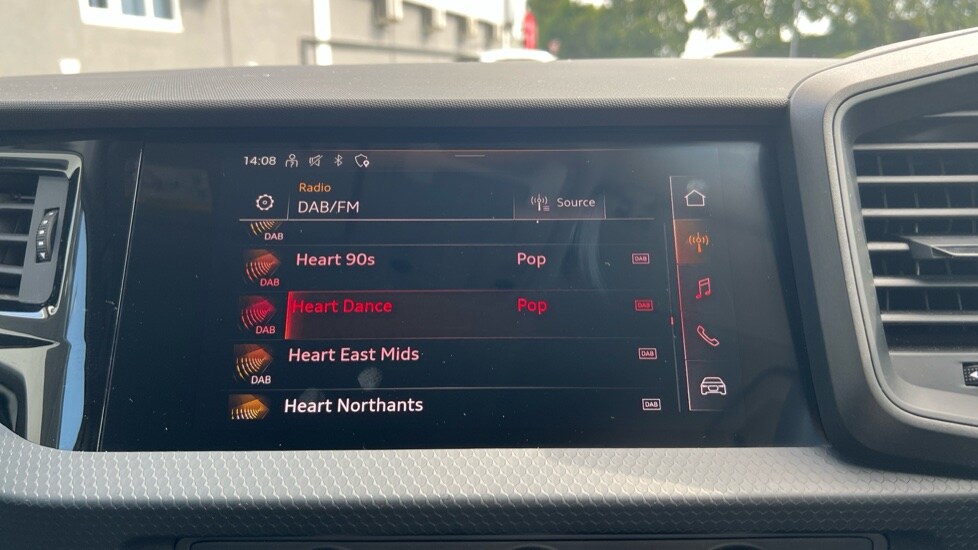 14:08
Radio
DAB/FM
Source
DAB
Heart 90s Pop DAB
DAB
Heart Dance Pop DAB
DAB
Heart East Mids DAB
DAB
Heart Northants DAB